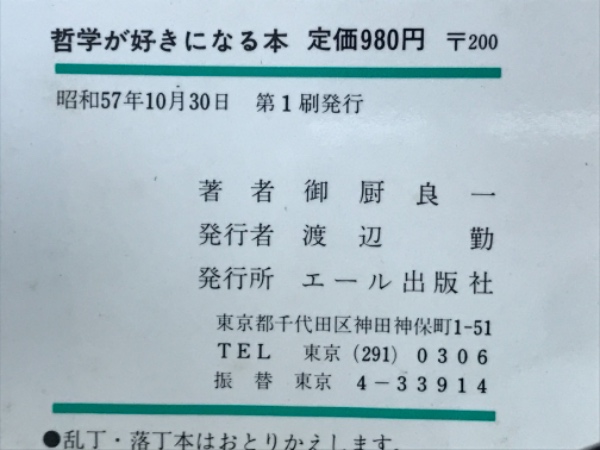 哲学が好きになる本 定価980円 〒200
昭和57年10月30日 第1刷発行
著者 御厨良一
発行者 渡辺勤
発行所 エール出版社
東京都千代田区神田神保町1-51
TEL 東京(291)0306
振替 東京 4-33914
●乱丁・落丁本はおとりかえします。